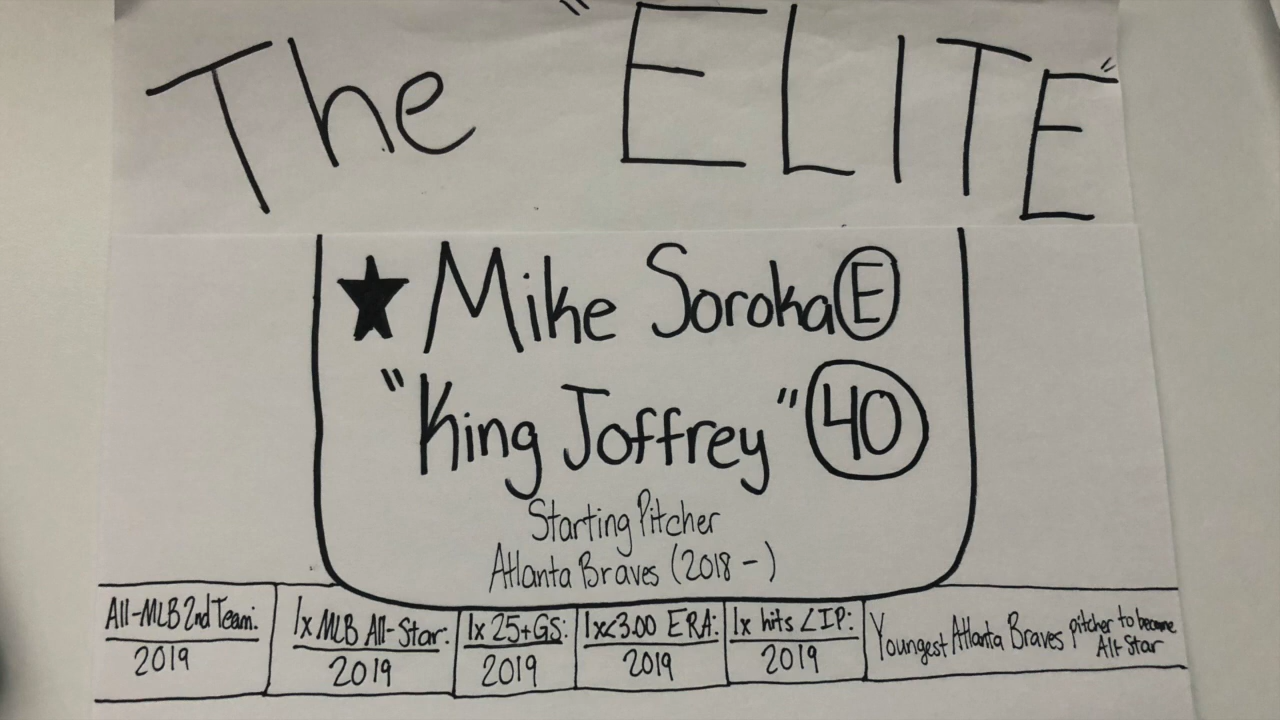 The "ELITE"
★ Mike Soroka Ⓔ
"King Joffrey" 40
Starting Pitcher
Atlanta Braves (2018 - )
All-MLB 2nd Team:
2019
1x MLB All-Star:
2019
1x 25+GS:
2019
1x<3.00 ERA:
2019
1x hits < IP:
2019
Youngest Atlanta Braves pitcher to become
All-Star